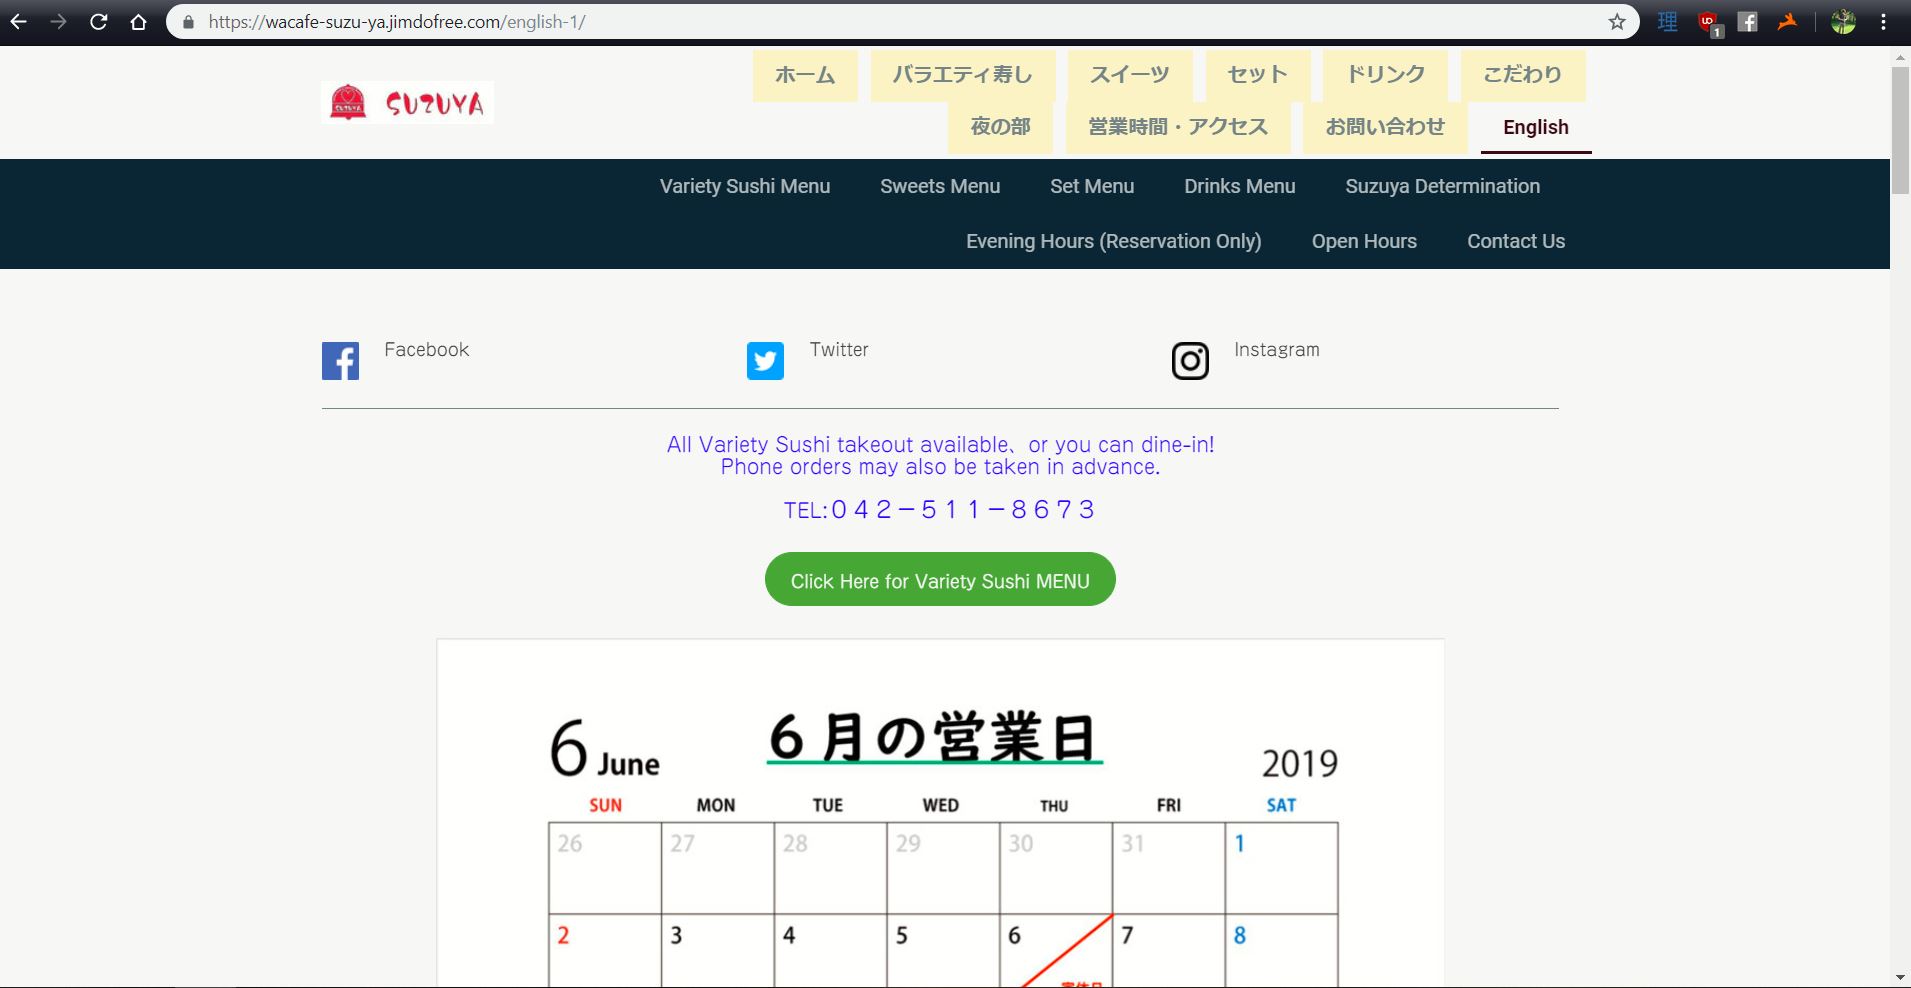 https://wacafe-suzu-ya.jimdofree.com/english-1/
理
1
SUZUYA
ホーム バラエティ寿し スイーツ セット ドリンク こだわり
夜の部 営業時間・アクセス お問い合わせ English
Variety Sushi Menu Sweets Menu Set Menu Drinks Menu Suzuya Determination
Evening Hours (Reservation Only) Open Hours Contact Us
Facebook Twitter Instagram
All Variety Sushi takeout available、or you can dine-in!
Phone orders may also be taken in advance.
TEL:０４２－５１１－８６７３
Click Here for Variety Sushi MENU
6 June ６月の営業日 2019
SUN MON TUE WED THU FRI SAT
26 27 28 29 30 31 1
2 3 4 5 6 7 8